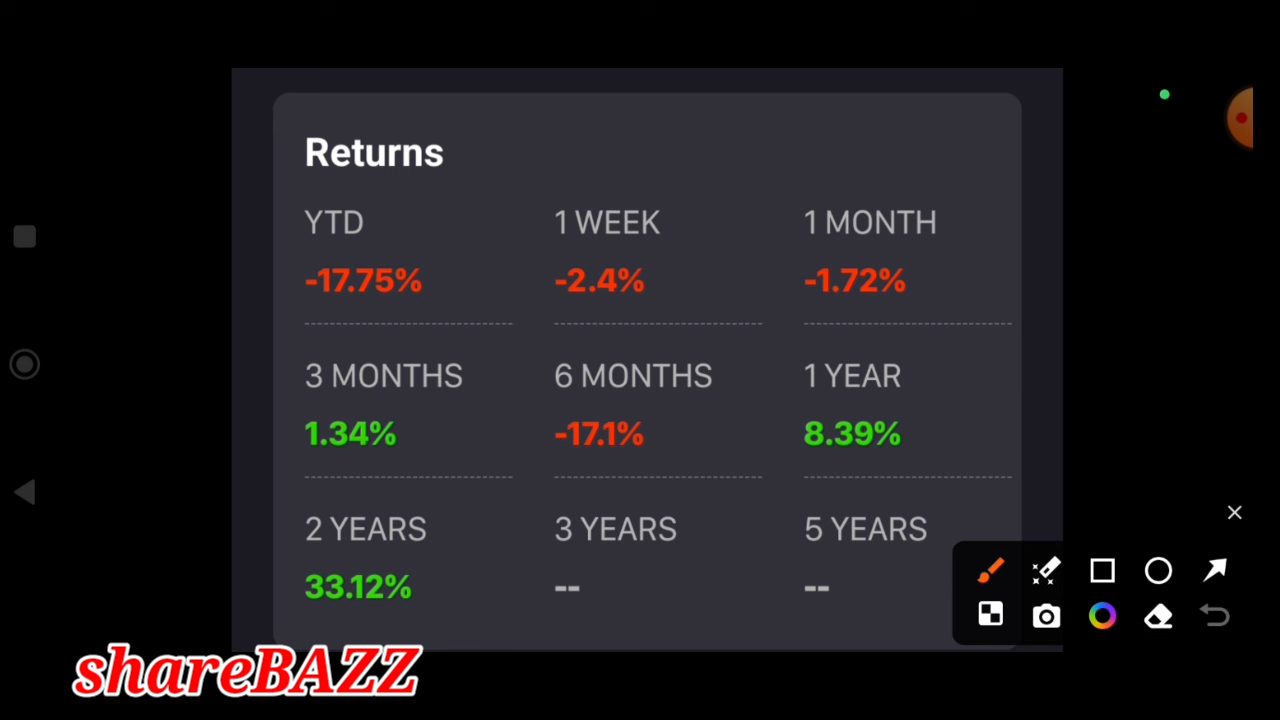 Returns
YTD 1 WEEK 1 MONTH
-17.75% -2.4% -1.72%
3 MONTHS 6 MONTHS 1 YEAR
1.34% -17.1% 8.39%
2 YEARS 3 YEARS 5 YEARS
33.12% -- --
shareBAZZ